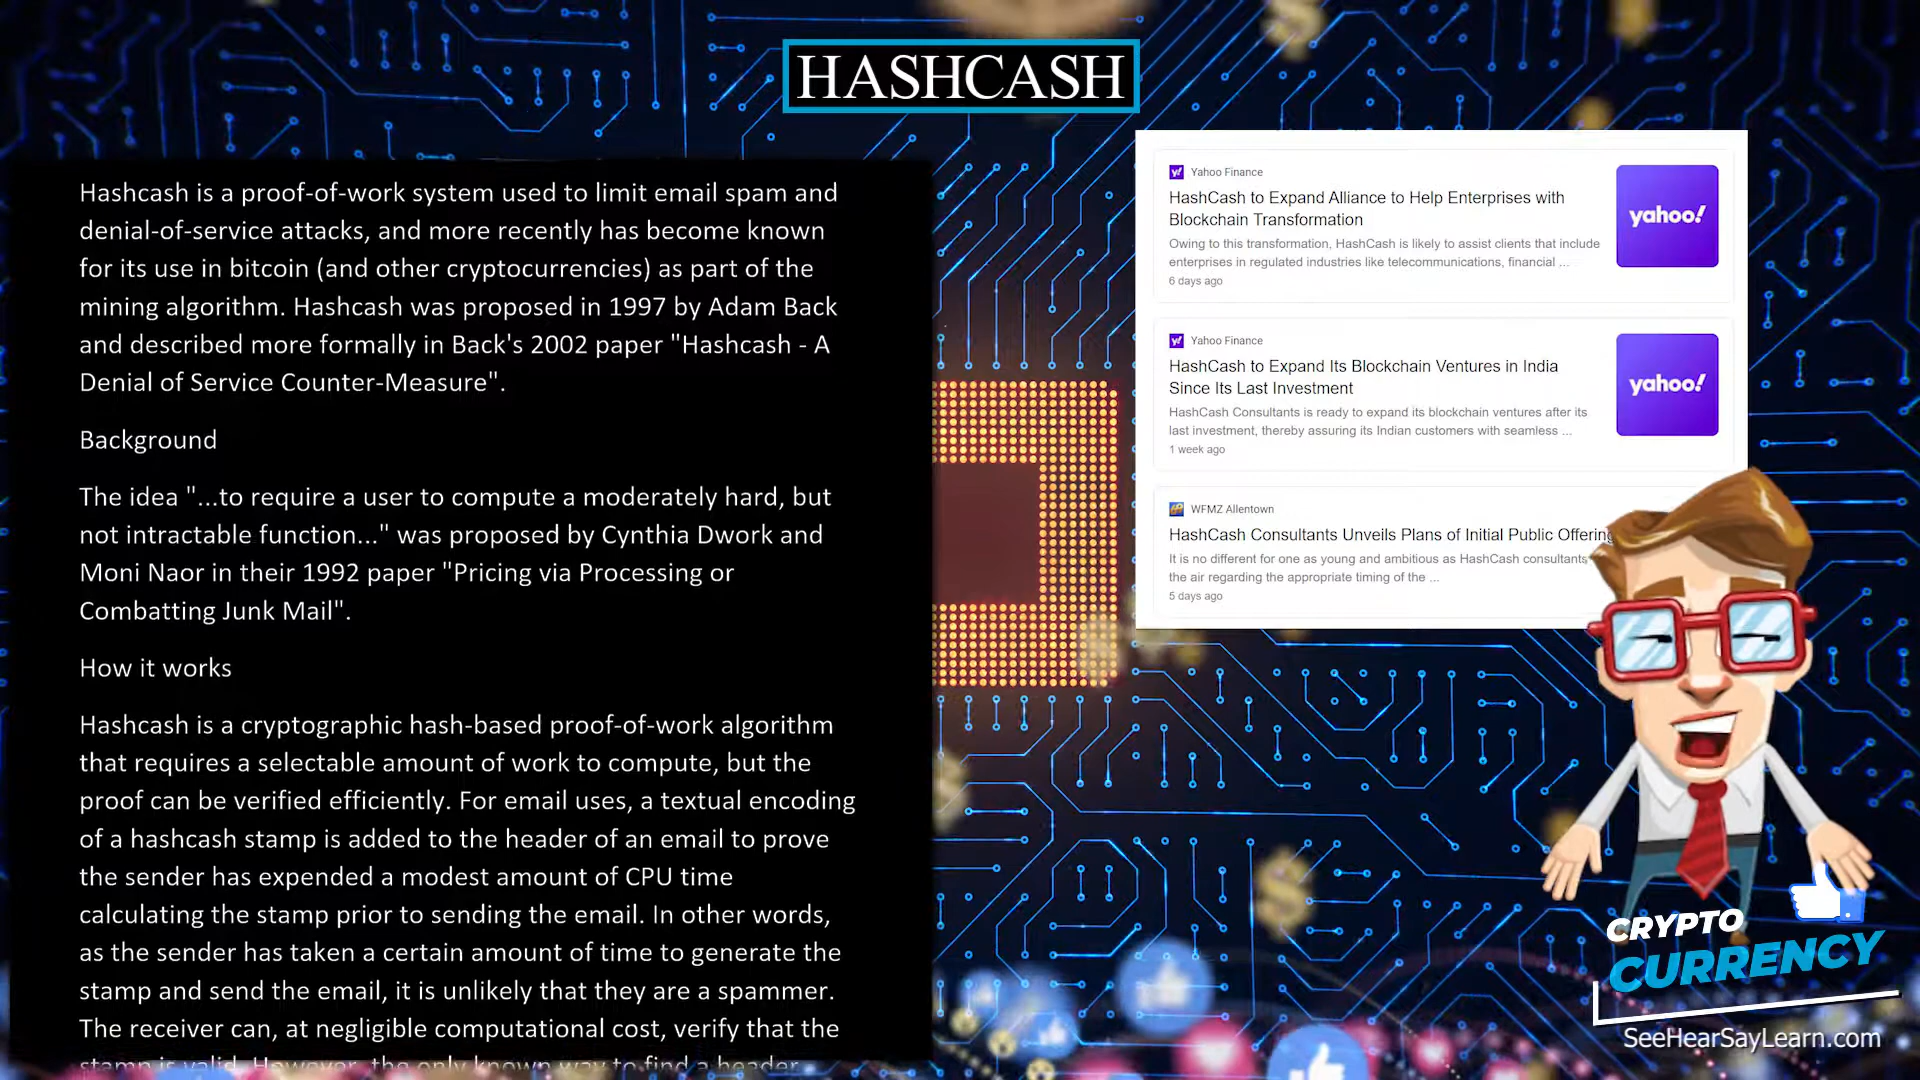 HASHCASH
Hashcash is a proof-of-work system used to limit email spam and
denial-of-service attacks, and more recently has become known
for its use in bitcoin (and other cryptocurrencies) as part of the
mining algorithm. Hashcash was proposed in 1997 by Adam Back
and described more formally in Back's 2002 paper "Hashcash - A
Denial of Service Counter-Measure".
Background
The idea "...to require a user to compute a moderately hard, but
not intractable function..." was proposed by Cynthia Dwork and
Moni Naor in their 1992 paper "Pricing via Processing or
Combatting Junk Mail".
How it works
Hashcash is a cryptographic hash-based proof-of-work algorithm
that requires a selectable amount of work to compute, but the
proof can be verified efficiently. For email uses, a textual encoding
of a hashcash stamp is added to the header of an email to prove
the sender has expended a modest amount of CPU time
calculating the stamp prior to sending the email. In other words,
as the sender has taken a certain amount of time to generate the
stamp and send the email, it is unlikely that they are a spammer.
The receiver can, at negligible computational cost, verify that the
stamp is valid. However, the only known way to find a header
Yahoo Finance
HashCash to Expand Alliance to Help Enterprises with
Blockchain Transformation
Owing to this transformation, HashCash is likely to assist clients that include
enterprises in regulated industries like telecommunications, financial ...
6 days ago
yahoo!
Yahoo Finance
HashCash to Expand Its Blockchain Ventures in India
Since Its Last Investment
HashCash Consultants is ready to expand its blockchain ventures after its
last investment, thereby assuring its Indian customers with seamless ...
1 week ago
yahoo!
WFMZ Allentown
HashCash Consultants Unveils Plans of Initial Public Offering
It is no different for one as young and ambitious as HashCash consultants
the air regarding the appropriate timing of the ...
5 days ago
CRYPTO
CURRENCY
SeeHearSayLearn.com